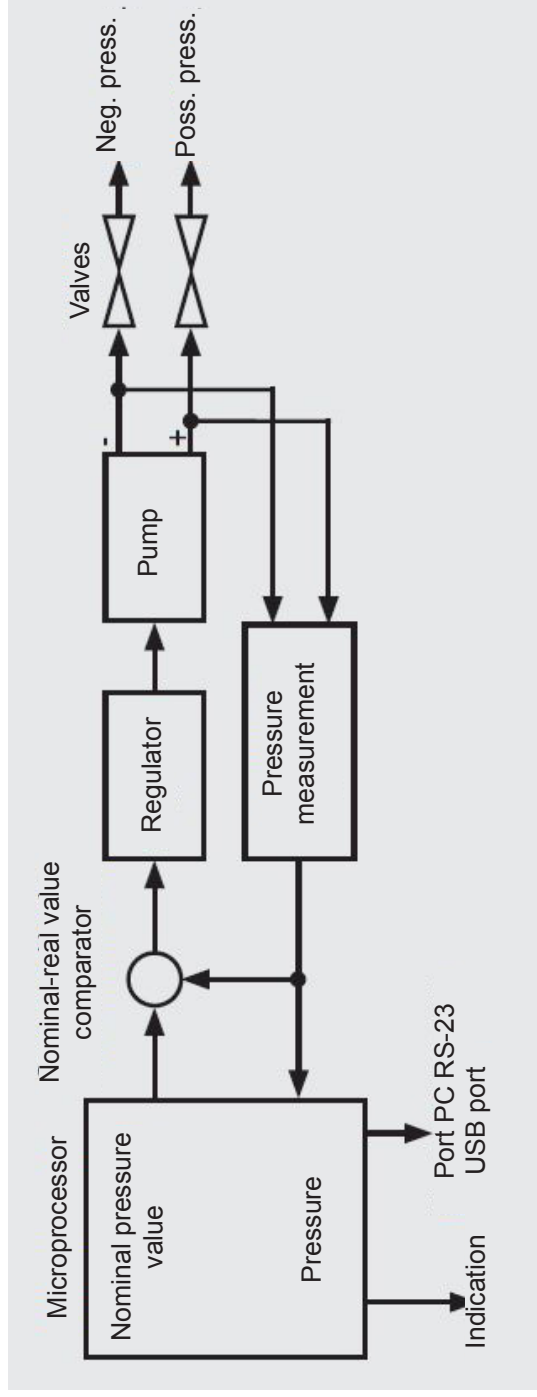 Microprocessor
Nominal pressure
value
Pressure
Indication
Port PC RS-23
USB port
Nominal-real value
comparator
Regulator
Pressure
measurement
Pump
-
+
Valves
Neg. press.
Poss. press.